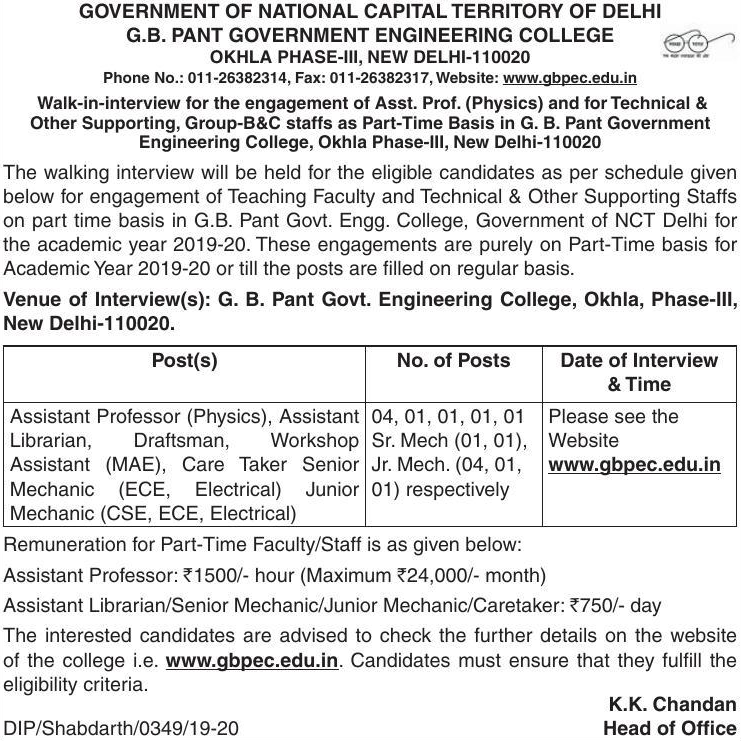 GOVERNMENT OF NATIONAL CAPITAL TERRITORY OF DELHI
G.B. PANT GOVERNMENT ENGINEERING COLLEGE
OKHLA PHASE-III, NEW DELHI-110020
Phone No.: 011-26382314, Fax: 011-26382317, Website: www.gbpec.edu.in
Walk-in-interview for the engagement of Asst. Prof. (Physics) and for Technical &
Other Supporting, Group-B&C staffs as Part-Time Basis in G. B. Pant Government
Engineering College, Okhla Phase-III, New Delhi-110020
The walking interview will be held for the eligible candidates as per schedule given
below for engagement of Teaching Faculty and Technical & Other Supporting Staffs
on part time basis in G.B. Pant Govt. Engg. College, Government of NCT Delhi for
the academic year 2019-20. These engagements are purely on Part-Time basis for
Academic Year 2019-20 or till the posts are filled on regular basis.
Venue of Interview(s): G. B. Pant Govt. Engineering College, Okhla, Phase-III,
New Delhi-110020.
Post(s)
No. of Posts
Date of Interview
& Time
Assistant Professor (Physics), Assistant
Librarian, Draftsman, Workshop
Assistant (MAE), Care Taker Senior
Mechanic (ECE, Electrical) Junior
Mechanic (CSE, ECE, Electrical)
04, 01, 01, 01, 01
Sr. Mech (01, 01),
Jr. Mech. (04, 01,
01) respectively
Please see the
Website
www.gbpec.edu.in
Remuneration for Part-Time Faculty/Staff is as given below:
Assistant Professor: ₹1500/- hour (Maximum ₹24,000/- month)
Assistant Librarian/Senior Mechanic/Junior Mechanic/Caretaker: ₹750/- day
The interested candidates are advised to check the further details on the website
of the college i.e. www.gbpec.edu.in. Candidates must ensure that they fulfill the
eligibility criteria.
K.K. Chandan
DIP/Shabdarth/0349/19-20 Head of Office